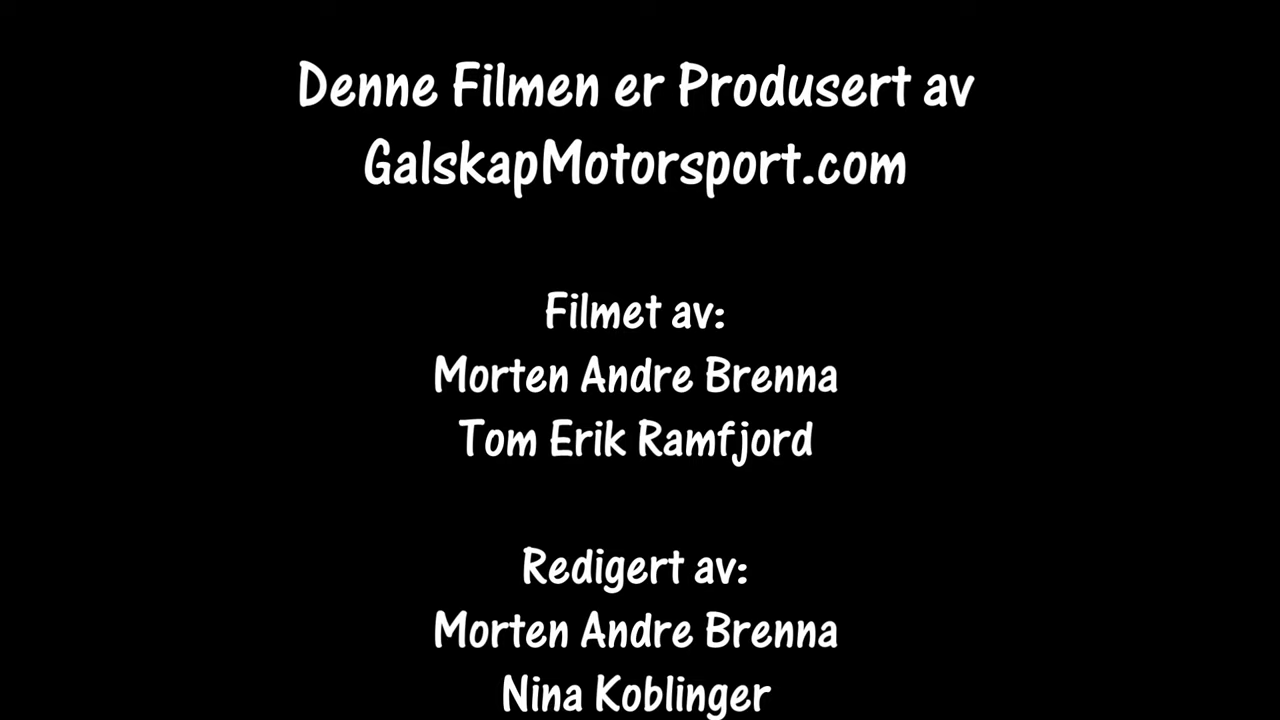 Denne Filmen er Produsert av
GalskapMotorsport.com
Filmet av:
Morten Andre Brenna
Tom Erik Ramfjord
Redigert av:
Morten Andre Brenna
Nina Koblinger